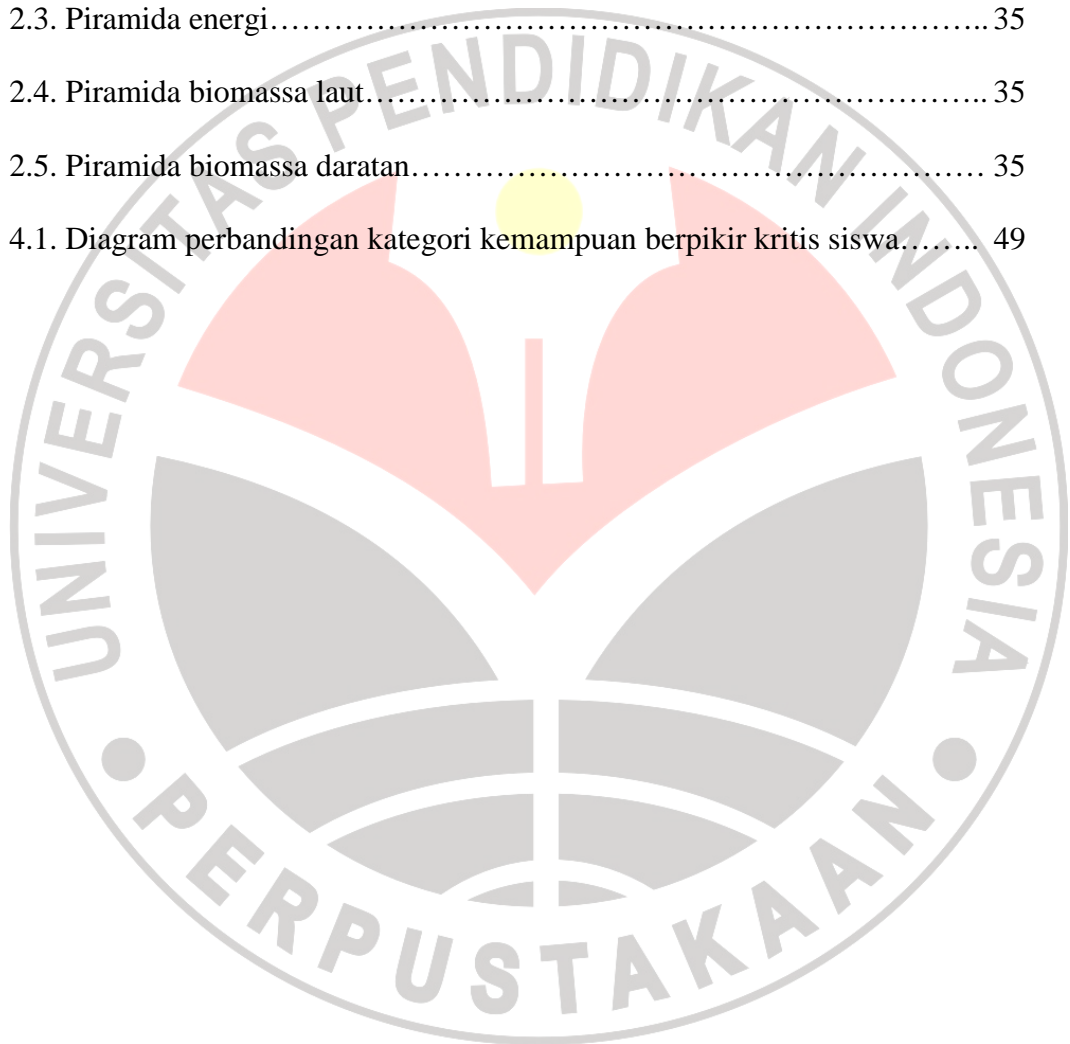 2.3. Piramida energi…………………………………………………………….. 35
2.4. Piramida biomassa laut…………………………………………………….. 35
2.5. Piramida biomassa daratan………………………………………………… 35
4.1. Diagram perbandingan kategori kemampuan berpikir kritis siswa…….. 49
UNIVERSITAS PENDIDIKAN INDONESIA
PERPUSTAKAAN